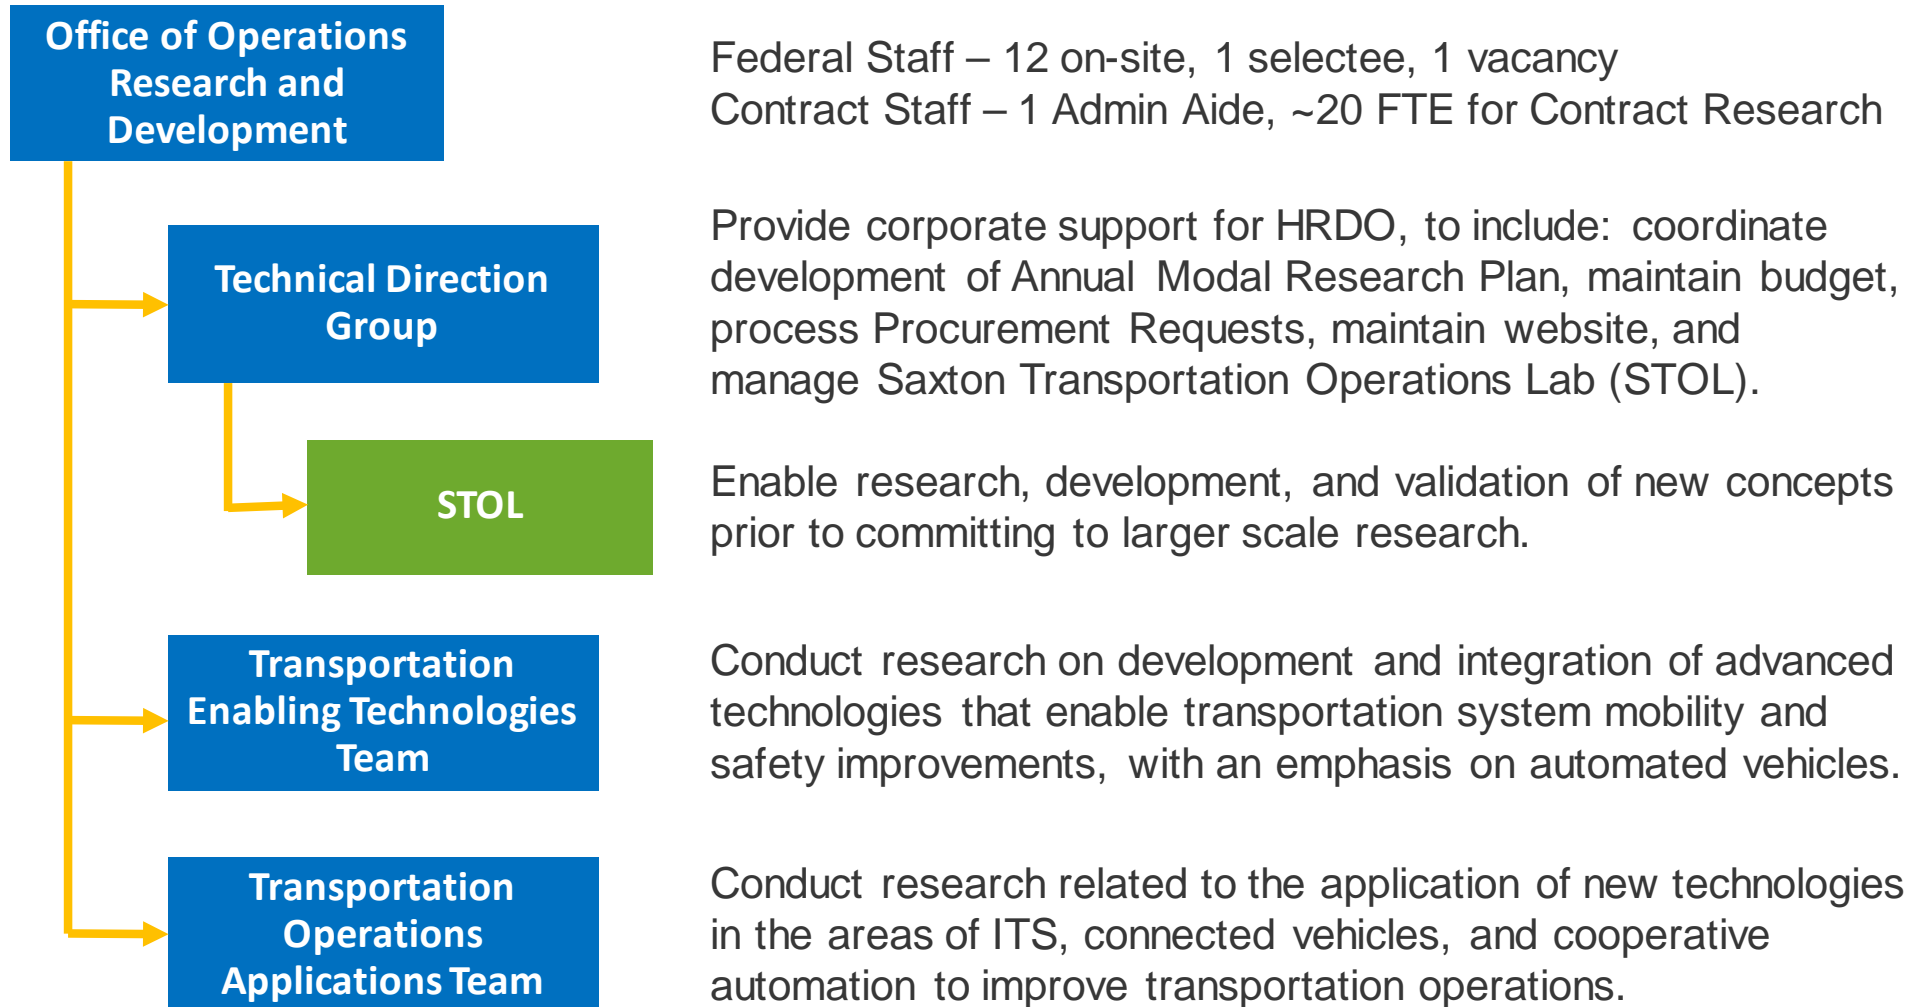 Office of Operations
Research and
Development
Federal Staff – 12 on-site, 1 selectee, 1 vacancy
Contract Staff – 1 Admin Aide, ~20 FTE for Contract Research
Technical Direction
Group
Provide corporate support for HRDO, to include: coordinate
development of Annual Modal Research Plan, maintain budget,
process Procurement Requests, maintain website, and
manage Saxton Transportation Operations Lab (STOL).
STOL
Enable research, development, and validation of new concepts
prior to committing to larger scale research.
Transportation
Enabling Technologies
Team
Conduct research on development and integration of advanced
technologies that enable transportation system mobility and
safety improvements, with an emphasis on automated vehicles.
Transportation
Operations
Applications Team
Conduct research related to the application of new technologies
in the areas of ITS, connected vehicles, and cooperative
automation to improve transportation operations.